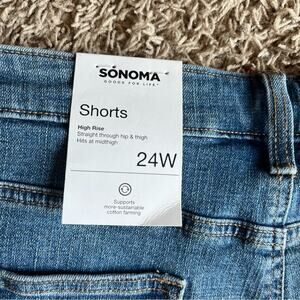 SONOMA
GOODS FOR LIFE
Shorts
High Rise
Straight through hip & thigh
Hits at midthigh
24W
Supports
more-sustainable
cotton farming